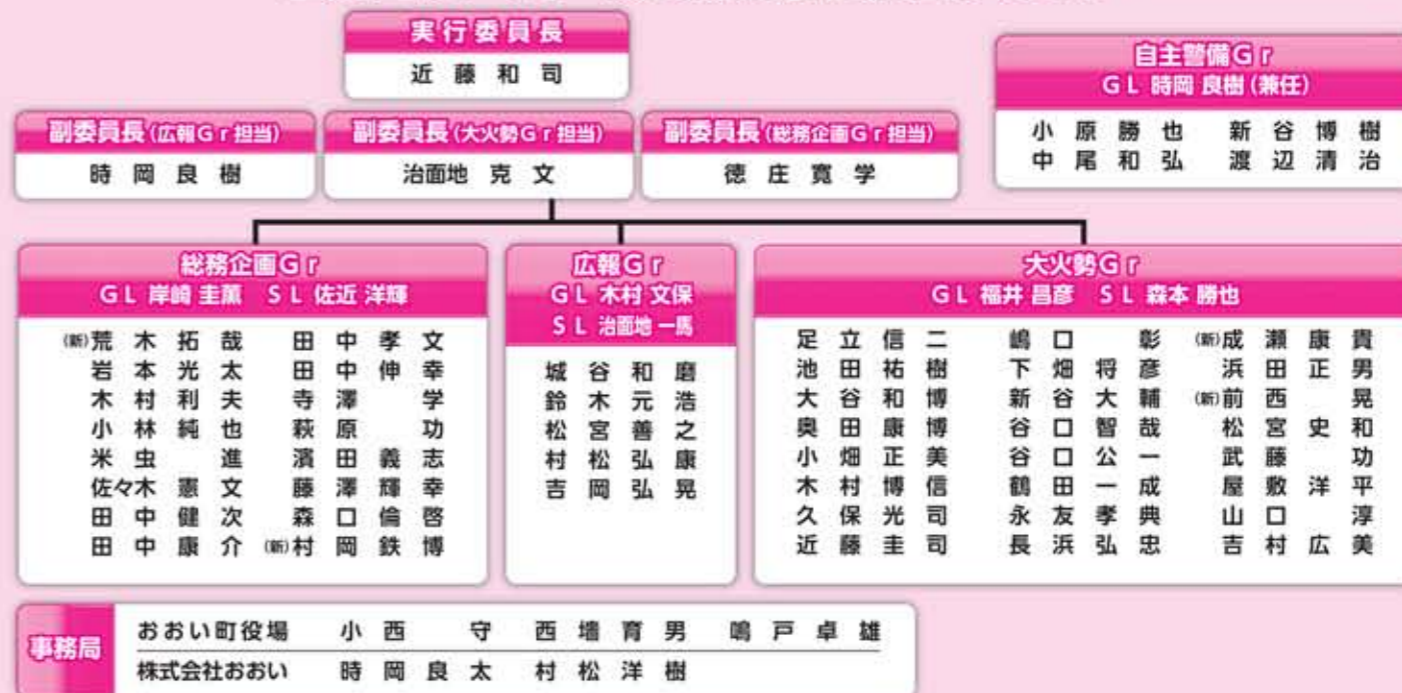 実行委員長
近藤和司
自主警備Gr
GL 時岡 良樹(兼任)
小原勝也 新谷博樹
中尾和弘 渡辺清治
副委員長(広報Gr担当)
時岡良樹
副委員長(大火勢Gr担当)
治面地 克文
副委員長(総務企画Gr担当)
徳庄寛学
総務企画Gr
GL 岸崎 圭薫 SL 佐近 洋輝
(新)荒木拓哉 田中孝文
岩本光太 田中伸幸
木村利夫 寺澤 学
小林純也 萩原 功
米虫 進 濱田義志
佐々木憲文 藤澤輝幸
田中健次 森口倫啓
田中康介 (新)村岡鉄博
広報Gr
GL 木村 文保
SL 治面地 一馬
城谷和磨
鈴木元浩
松宮善之
村松弘康
吉岡弘晃
大火勢Gr
GL 福井 昌彦 SL 森本 勝也
足立信二 嶋口 彰 (新)成瀬康貴
池田祐樹 下畑将彦 浜田正男
大谷和博 新谷大輔 (新)前西 晃
奥田康博 谷口智哉 松宮史和
小畑正美 谷口公一 武藤 功
木村博信 鶴田一成 屋敷洋平
久保光司 永友孝典 山口 淳
近藤圭司 長浜弘忠 吉村広美
事務局
おおい町役場 小西 守 西墻育男 鳴戸卓雄
株式会社おおい 時岡良太 村松洋樹